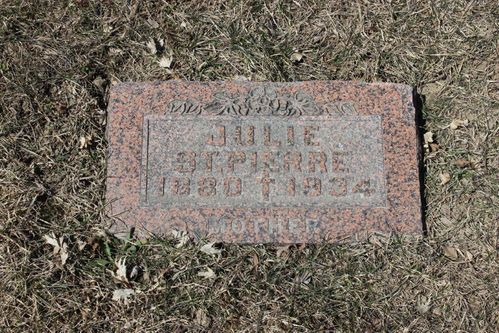 JULIE
ST. PIERRE
1880 † 1934
MOTHER